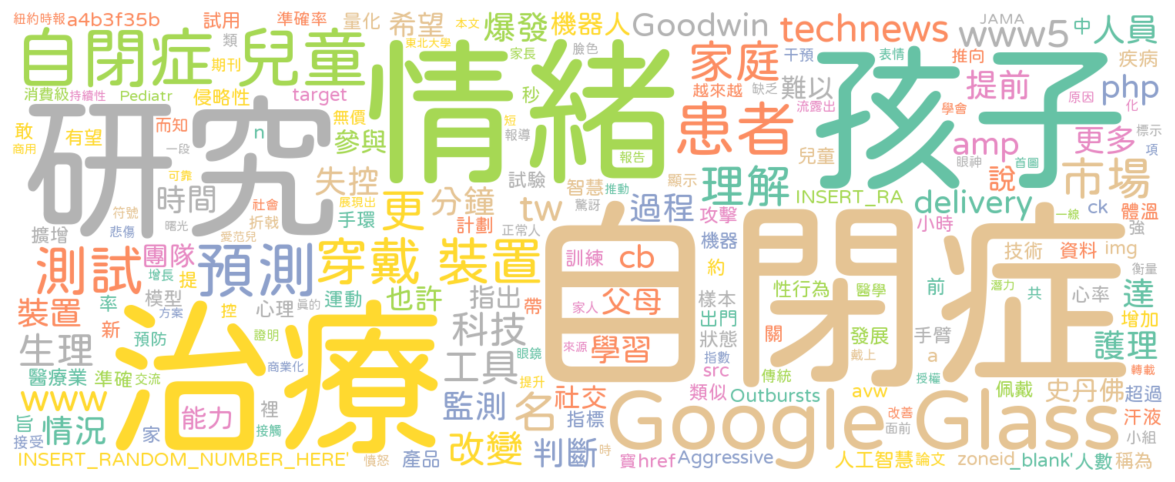 紐約時報 a4b3f35b 試用 準確率 量化 希望 本文 爆發 機器人 Goodwin technews JAMA www5 中 人員
自閉症 兒童 類 期刊 東北大學 家長 臉色 情緒 家庭 干預 表情 推向 孩子 疾病
消費級 持續性 Pediatr 侵略性 target 秒 越來越 缺乏 難以 提前 原因 php
敢 有望 而知 n 無價 參與 短 報導 患者 流露出 學會 化
商用 研究 一段 報告 amp 更多 標示
可靠 失控 分鐘 試驗 智慧 顯示 理解 兒童 眼神 首圖 項
時間 社會 展現出 更 推動 INSERT_RA 說 市場
擴增 符號 折戟 手環 計劃 tw 驚訝 過程 攻擊 delivery ck 體溫 一線
曙光 悲傷 愛范兒 穿戴 裝置 正常人 自閉症 小時 強
測試 團隊 預測 訓練 cb 機器 約 技術 資料 img
增長 提 也許 指出 家人 父母 樣本 性行為 醫學 前 潛力 共 心率 達 衡量
裝置 率 模型 控 運動 帶 科技 出門 關 發展 手臂 增加
新 方案 心理 來源 學習 狀態 戴上 a 護理
生理 預防 證明 真的 工具 眼鏡 指數
醫療業 準確 交流 治療 商業化 提升 src 傳統 授權 轉載
www 能力 裡 監測 名 社交 類似 Outbursts avw 佩戴 史丹佛 超過
旨 情況 家 接觸 指標 Google Glass 改善 汗液
接受 時 改變 判斷 面前 小組
INSERT_RANDOM_NUMBER_HERE' 憤怒 產品 寶 href Aggressive 人工智慧 論文 zoneid _blank' 人數 稱為